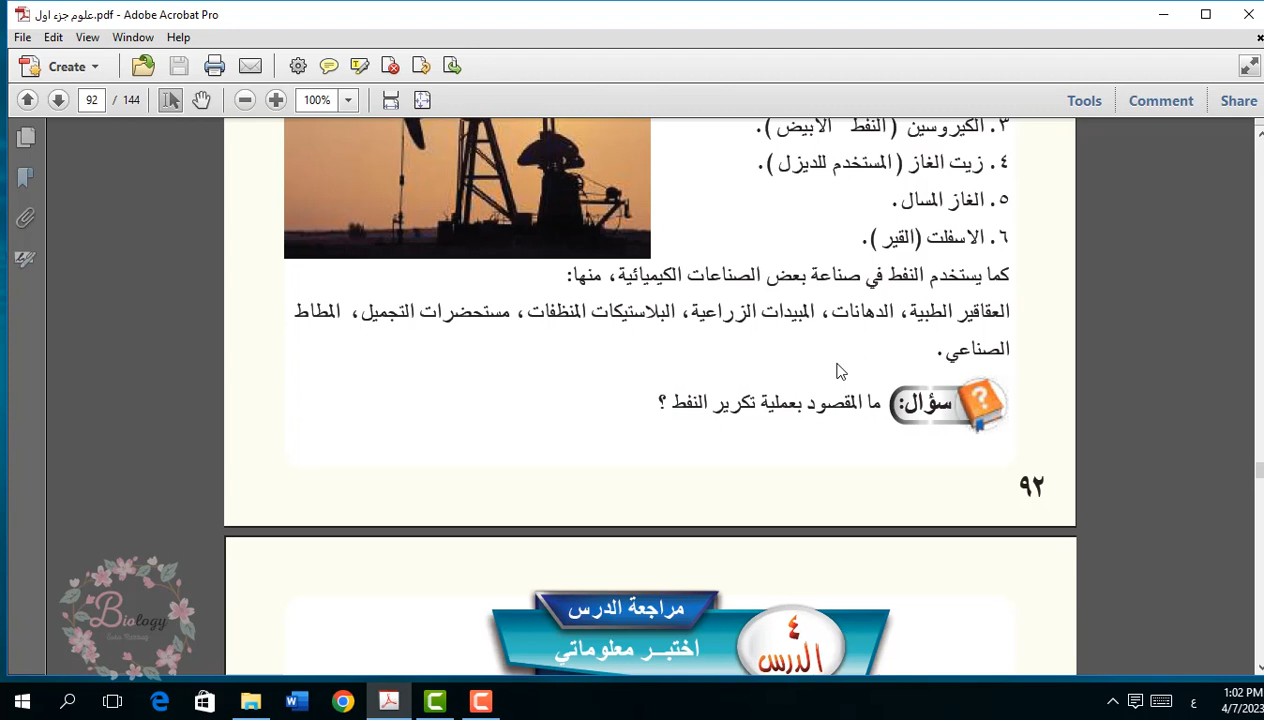 علوم جزء اول.pdf - Adobe Acrobat Pro
File Edit View Window Help
Create
92 / 144 100% Tools Comment Share
٣. الكيروسين (النفط الابيض).
٤. زيت الغاز (المستخدم للديزل).
٥. الغاز المسال.
٦. الاسفلت (القير).
كما يستخدم النفط في صناعة بعض الصناعات الكيميائية، منها:
العقاقير الطبية، الدهانات، المبيدات الزراعية، البلاستيكات المنظفات، مستحضرات التجميل، المطاط
الصناعي.
سؤال: ما المقصود بعملية تكرير النفط ؟
٩٢
مراجعة الدرس
٤
الدرس
اختبـر معلوماتي
Biology
ع
1:02 PM
4/7/2023